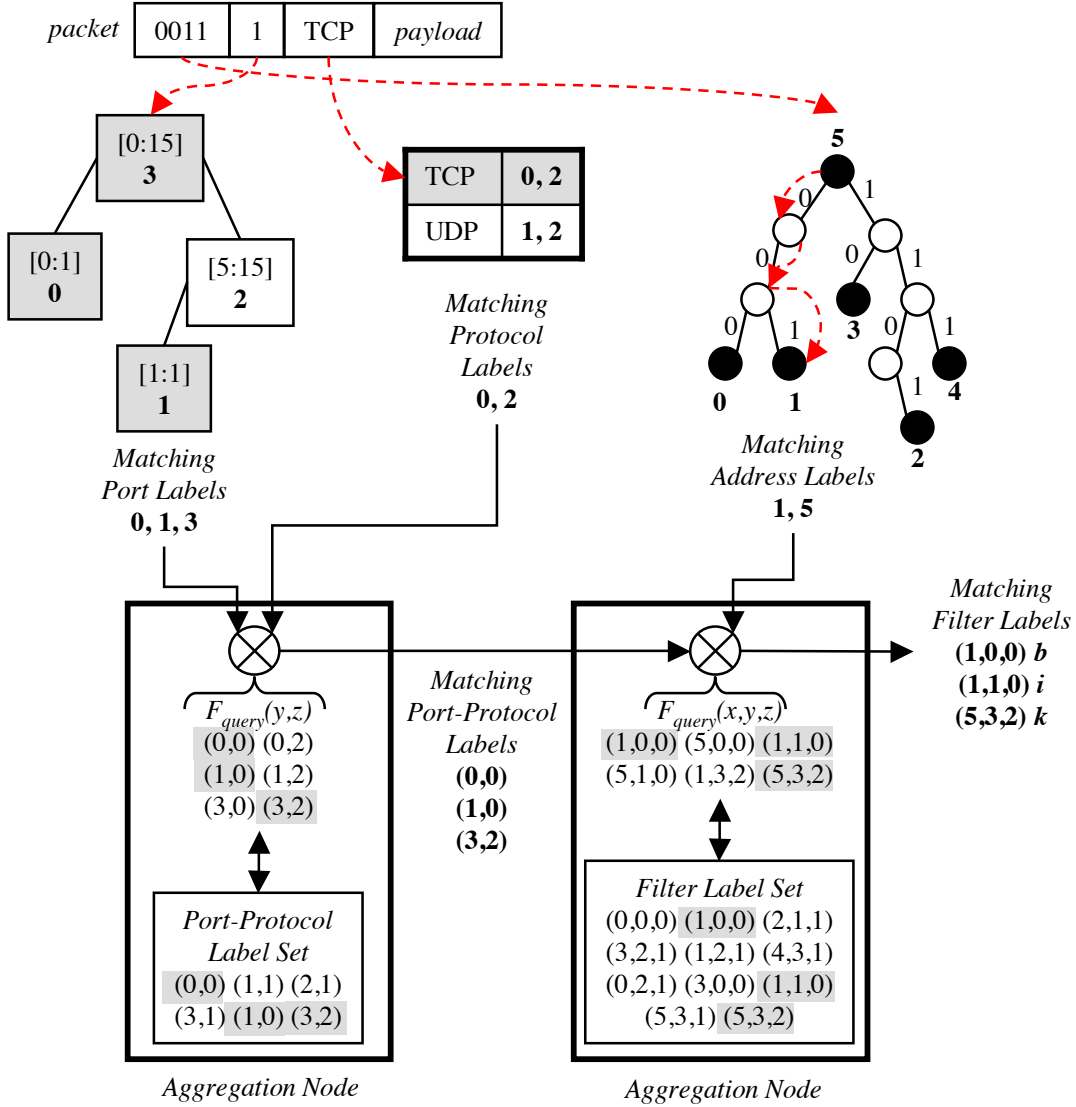 packet 0011 1 TCP payload
[0:15]
3
[0:1]
0
[5:15]
2
[1:1]
1
Matching
Port Labels
0, 1, 3
TCP 0, 2
UDP 1, 2
Matching
Protocol
Labels
0, 2
5
0 1
0 0 1
3
0 1 0 1
0 1 1 4
2
Matching
Address Labels
1, 5
F_query(y,z)
(0,0) (0,2)
(1,0) (1,2)
(3,0) (3,2)
Port-Protocol
Label Set
(0,0) (1,1) (2,1)
(3,1) (1,0) (3,2)
Aggregation Node
Matching
Port-Protocol
Labels
(0,0)
(1,0)
(3,2)
F_query(x,y,z)
(1,0,0) (5,0,0) (1,1,0)
(5,1,0) (1,3,2) (5,3,2)
Filter Label Set
(0,0,0) (1,0,0) (2,1,1)
(3,2,1) (1,2,1) (4,3,1)
(0,2,1) (3,0,0) (1,1,0)
(5,3,1) (5,3,2)
Aggregation Node
Matching
Filter Labels
(1,0,0) b
(1,1,0) i
(5,3,2) k